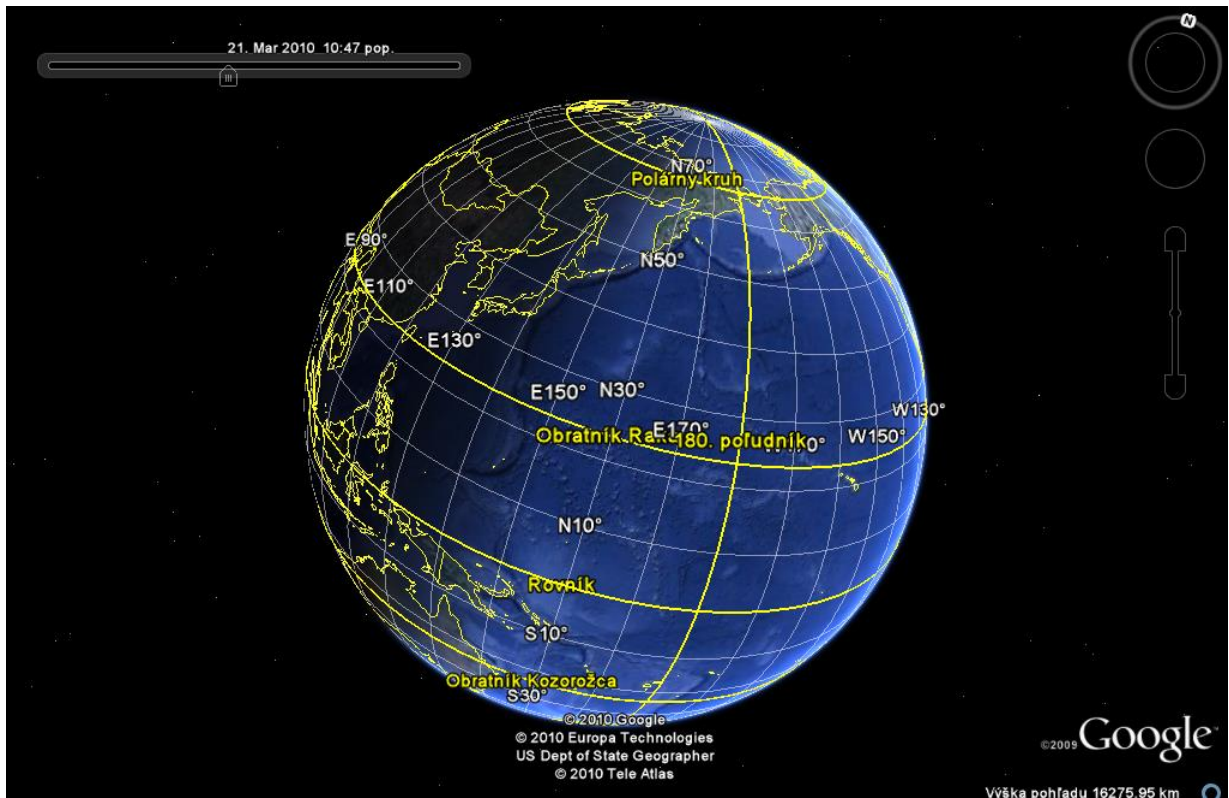 N
21. Mar 2010 10:47 pop.
N70°
Polárny kruh
E 90°
N50°
E110°
E130°
E150° N30°
W130°
E170°
W150°
Obratník 180. poľudník
N10°
Rovník
S10°
Obratník Kozorožca
S30°
© 2010 Google
© 2010 Europa Technologies
US Dept of State Geographer
© 2010 Tele Atlas
©2009 Google
Výška pohľadu 16275.95 km